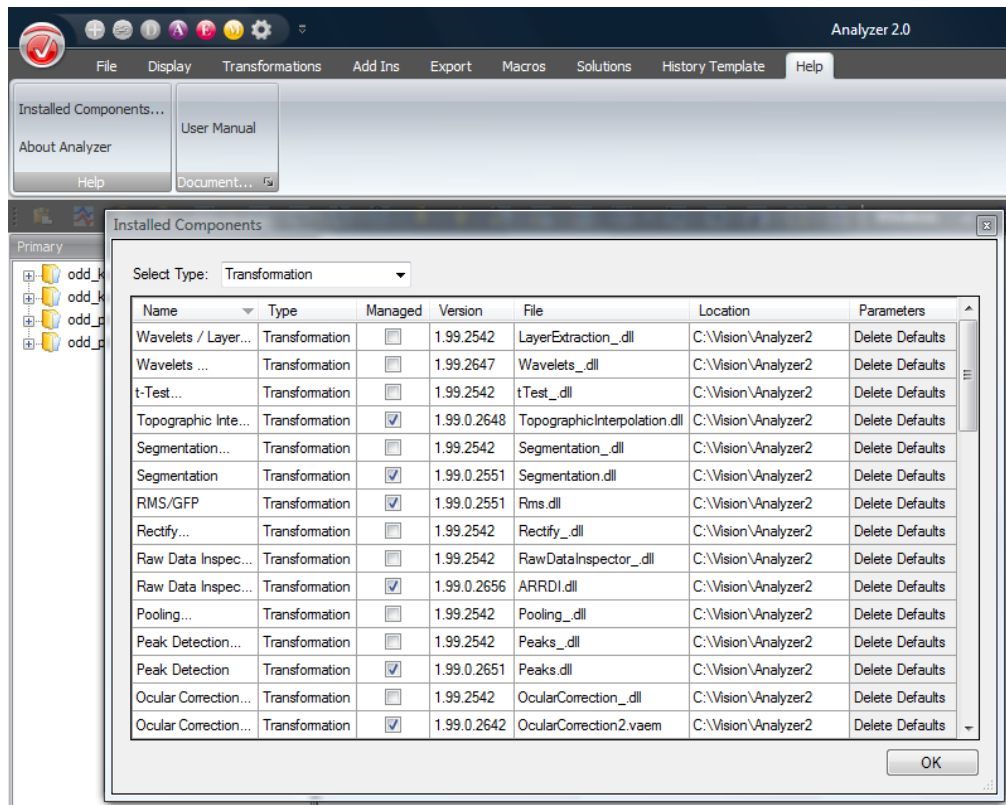 D A E M
Analyzer 2.0
File Display Transformations Add Ins Export Macros Solutions History Template Help
Installed Components...
User Manual
About Analyzer
Help Document...
Installed Components
Primary
odd_k
odd_k
odd_p
odd_p
Select Type: Transformation
Name Type Managed Version File Location Parameters
Wavelets / Layer... Transformation 1.99.2542 LayerExtraction_.dll C:\Vision\Analyzer2 Delete Defaults
Wavelets ... Transformation 1.99.2647 Wavelets_.dll C:\Vision\Analyzer2 Delete Defaults
t-Test... Transformation 1.99.2542 tTest_.dll C:\Vision\Analyzer2 Delete Defaults
Topographic Inte... Transformation 1.99.0.2648 TopographicInterpolation.dll C:\Vision\Analyzer2 Delete Defaults
Segmentation... Transformation 1.99.2542 Segmentation_.dll C:\Vision\Analyzer2 Delete Defaults
Segmentation Transformation 1.99.0.2551 Segmentation.dll C:\Vision\Analyzer2 Delete Defaults
RMS/GFP Transformation 1.99.0.2551 Rms.dll C:\Vision\Analyzer2 Delete Defaults
Rectify... Transformation 1.99.2542 Rectify_.dll C:\Vision\Analyzer2 Delete Defaults
Raw Data Inspec... Transformation 1.99.2542 RawDataInspector_.dll C:\Vision\Analyzer2 Delete Defaults
Raw Data Inspec... Transformation 1.99.0.2656 ARRDI.dll C:\Vision\Analyzer2 Delete Defaults
Pooling... Transformation 1.99.2542 Pooling_.dll C:\Vision\Analyzer2 Delete Defaults
Peak Detection... Transformation 1.99.2542 Peaks_.dll C:\Vision\Analyzer2 Delete Defaults
Peak Detection Transformation 1.99.0.2651 Peaks.dll C:\Vision\Analyzer2 Delete Defaults
Ocular Correction... Transformation 1.99.2542 OcularCorrection_.dll C:\Vision\Analyzer2 Delete Defaults
Ocular Correction... Transformation 1.99.0.2642 OcularCorrection2.vaem C:\Vision\Analyzer2 Delete Defaults
OK